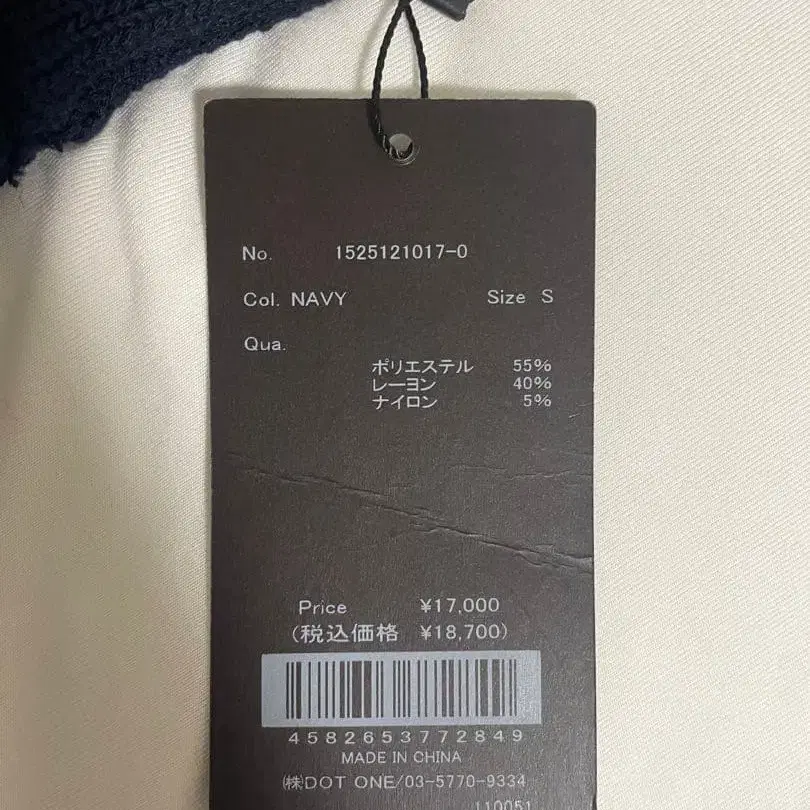 No. 1525121017-0
Col. NAVY Size S
Qua.
ポリエステル 55%
レーヨン 40%
ナイロン 5%
Price ¥17,000
(税込価格 ¥18,700)
4582653772849
MADE IN CHINA
㈱DOT ONE/03-5770-9334
110051